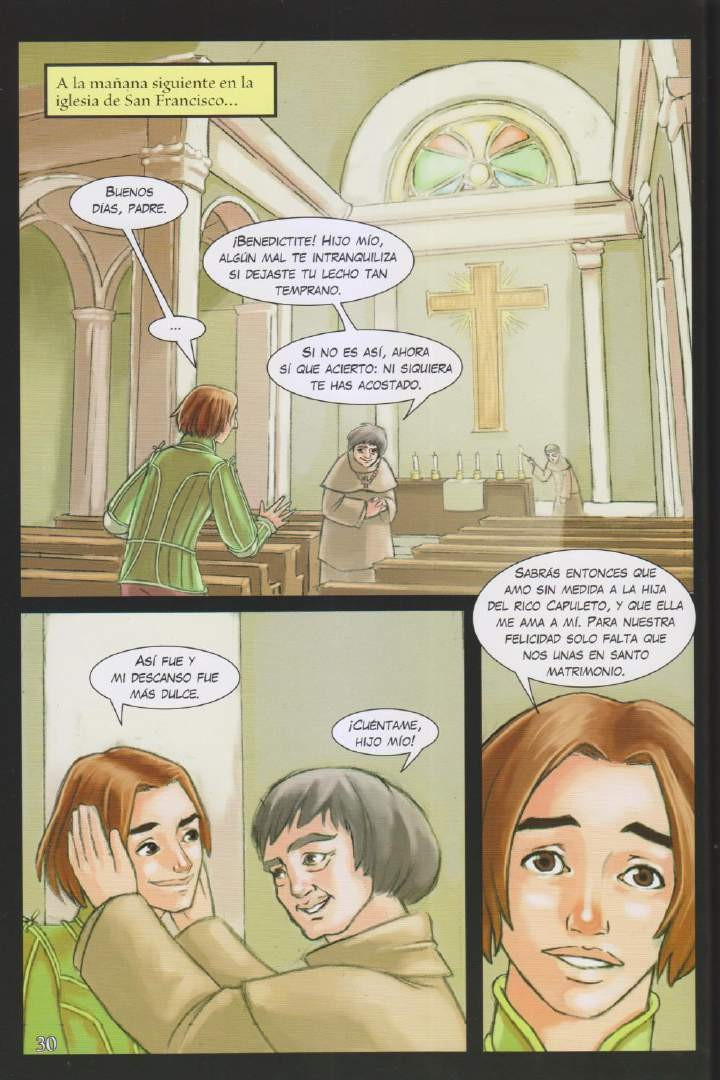 A la mañana siguiente en la
iglesia de San Francisco...
BUENOS
DÍAS, PADRE.
...
¡BENEDICTITE! HIJO MÍO,
ALGÚN MAL TE INTRANQUILIZA
SI DEJASTE TU LECHO TAN
TEMPRANO.
SI NO ES ASÍ, AHORA
SÍ QUE ACIERTO: NI SIQUIERA
TE HAS ACOSTADO.
ASÍ FUE Y
MI DESCANSO FUE
MÁS DULCE.
¡CUÉNTAME,
HIJO MÍO!
SABRÁS ENTONCES QUE
AMO SIN MEDIDA A LA HIJA
DEL RICO CAPULETO, Y QUE ELLA
ME AMA A MÍ. PARA NUESTRA
FELICIDAD SOLO FALTA QUE
NOS UNAS EN SANTO
MATRIMONIO.
30